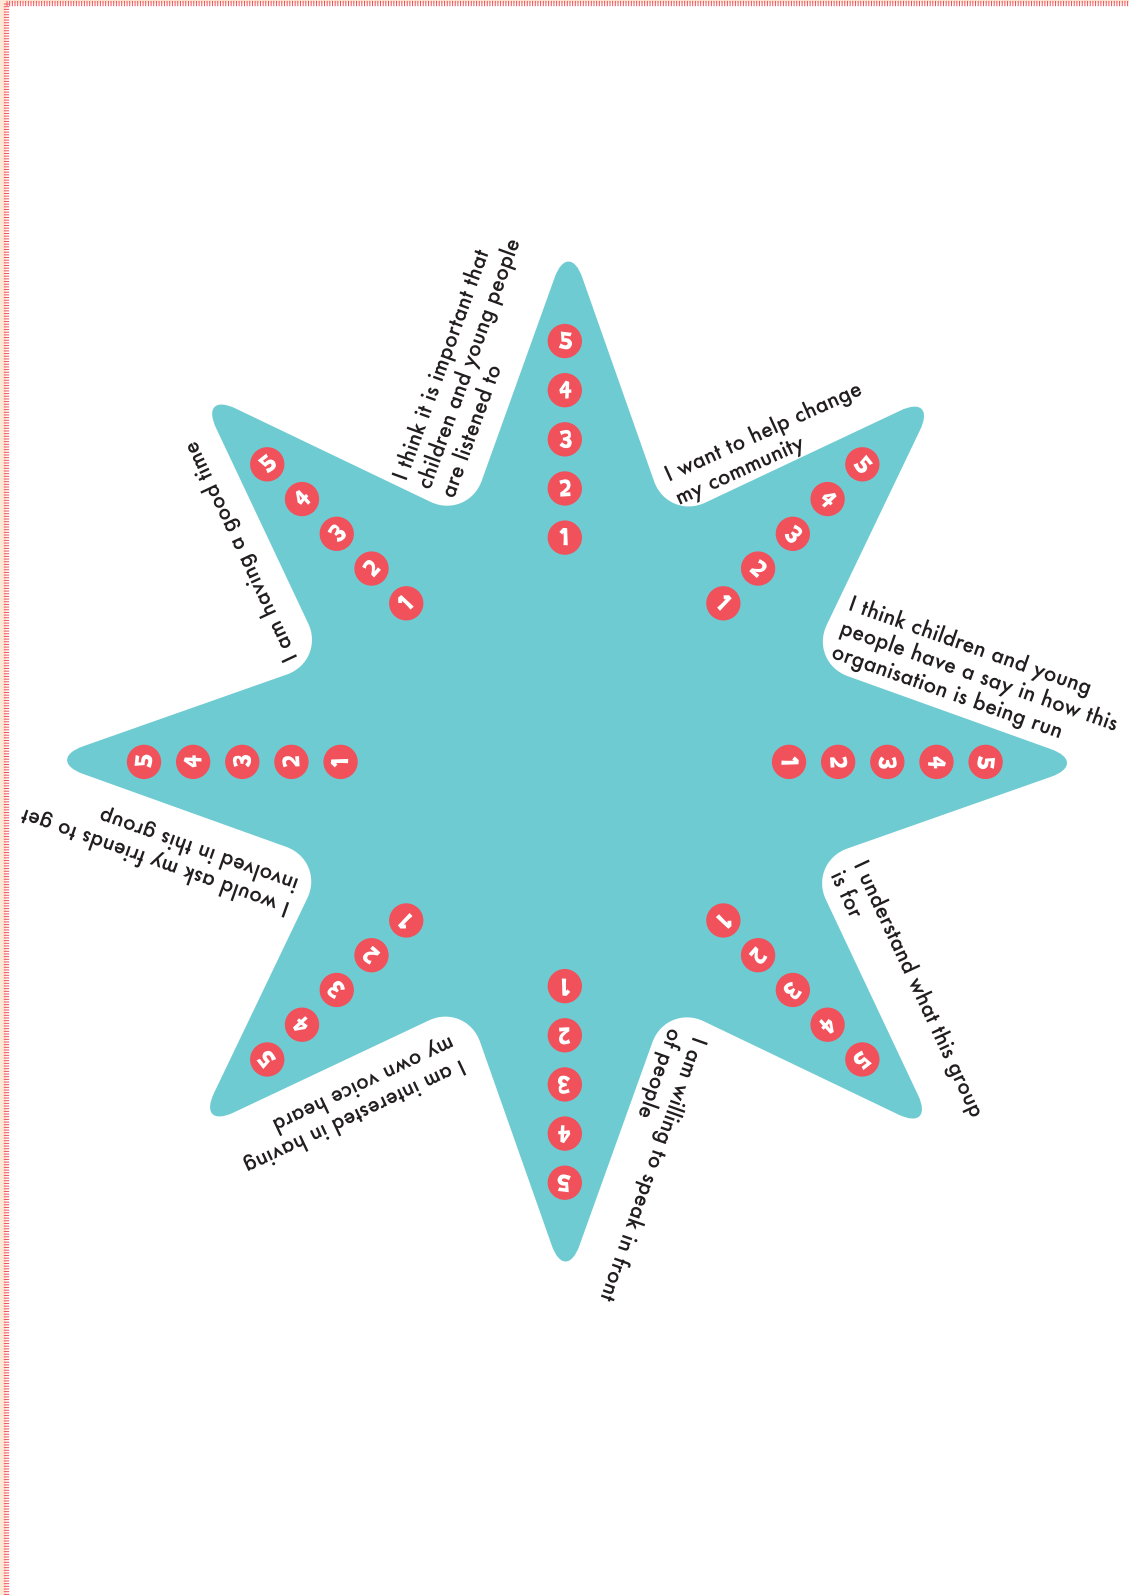 I think it is important that
children and young people
are listened to
5
4
3
2
1
I want to help change
my community
5
4
3
2
1
I think children and young
people have a say in how this
organisation is being run
1
2
3
4
5
I understand what this group
is for
1
2
3
4
5
I am willing to speak in front
of people
1
2
3
4
5
I am interested in having
my own voice heard
1
2
3
4
5
I would ask my friends to get
involved in this group
5
4
3
2
1
I am having a good time
5
4
3
2
1